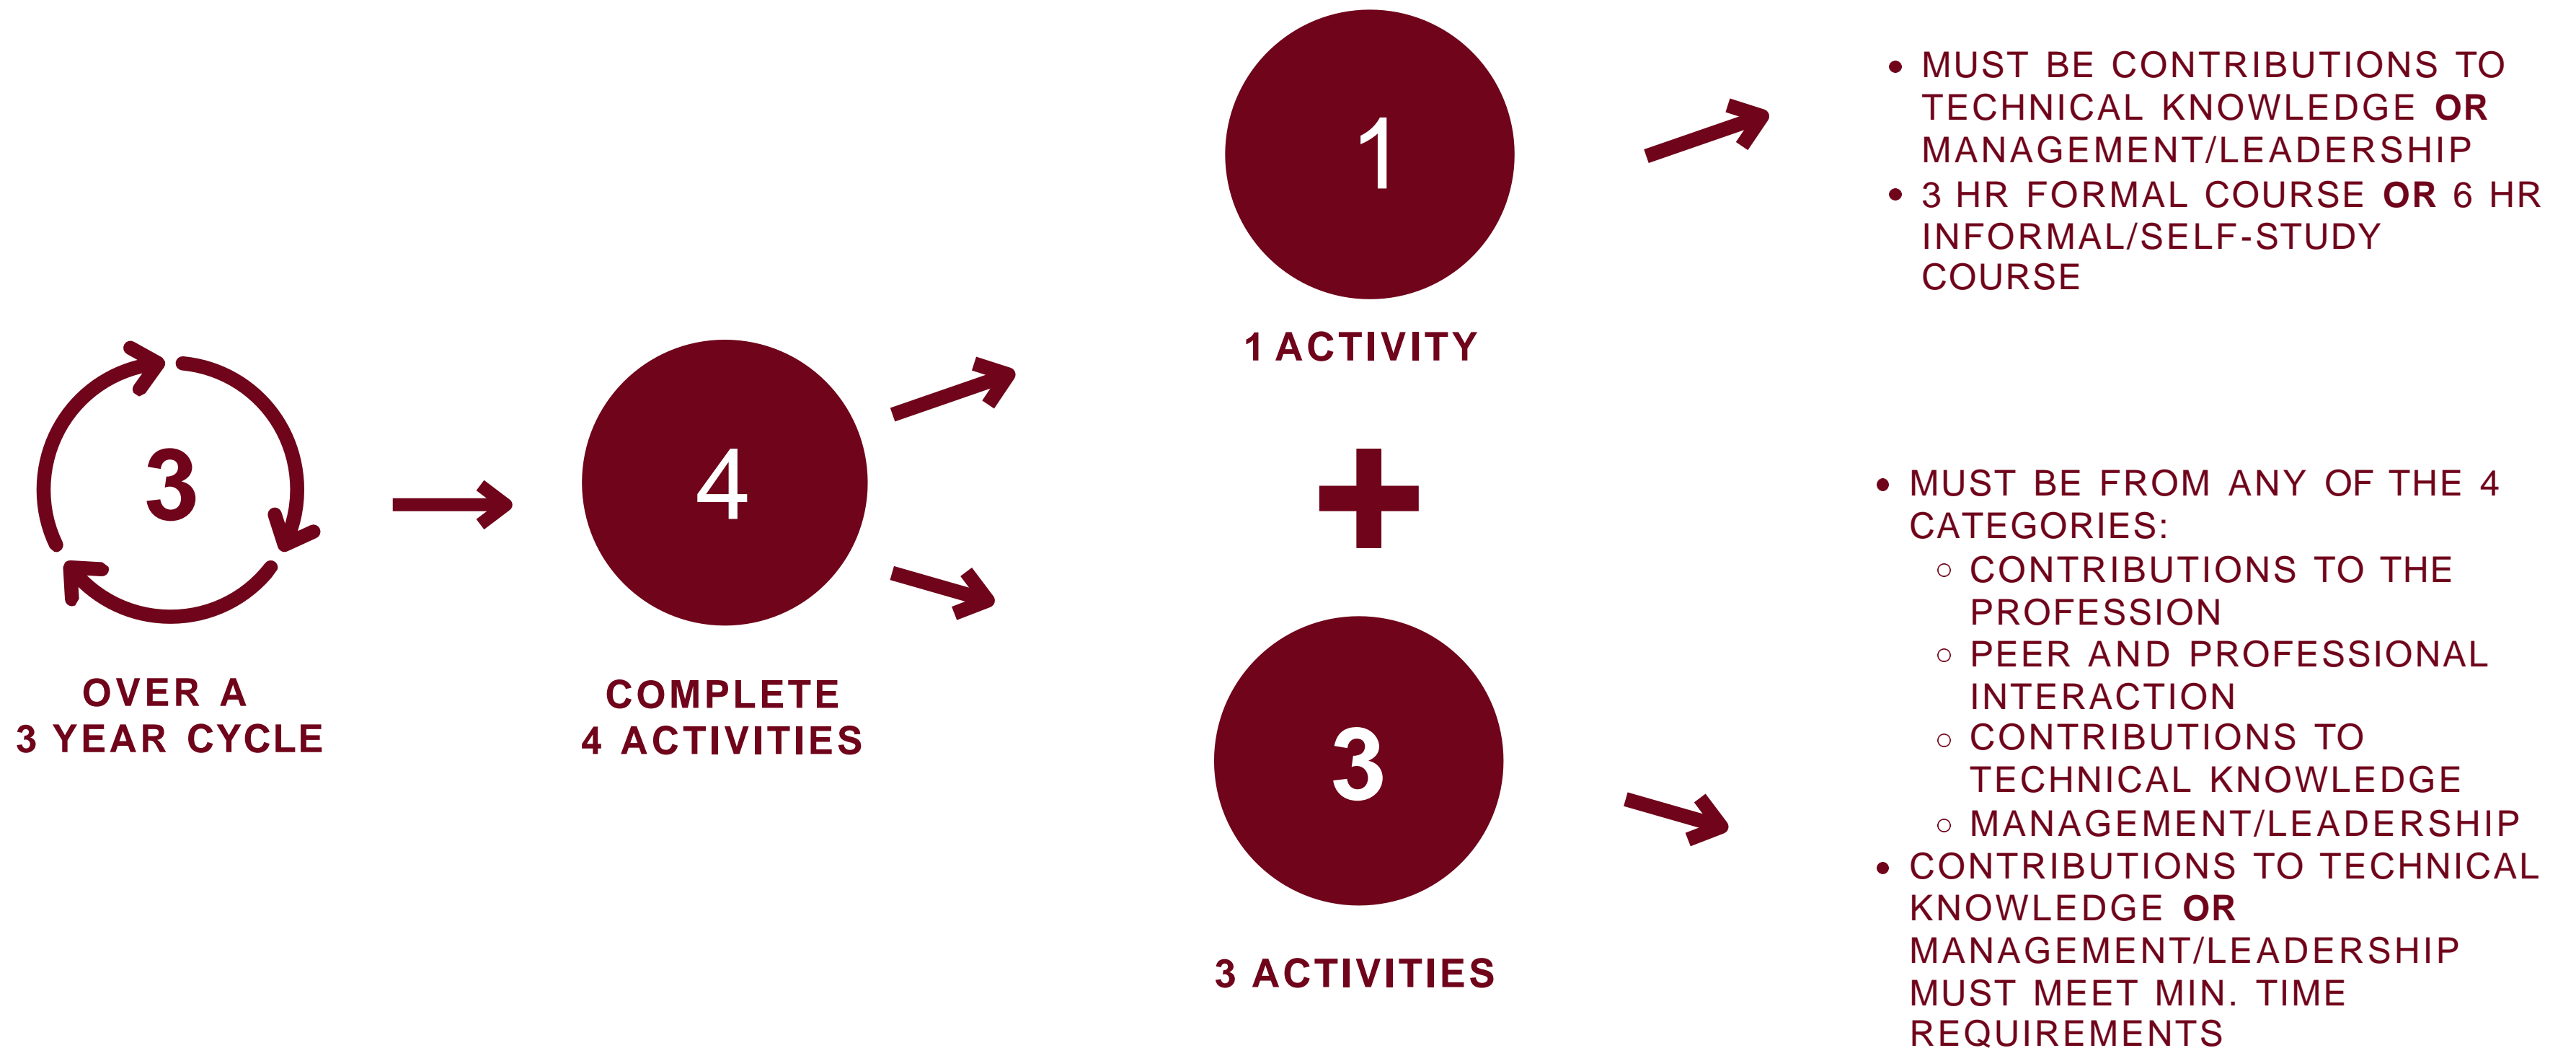 3
OVER A
3 YEAR CYCLE
4
COMPLETE
4 ACTIVITIES
1
1 ACTIVITY
+
3
3 ACTIVITIES
• MUST BE CONTRIBUTIONS TO
TECHNICAL KNOWLEDGE OR
MANAGEMENT/LEADERSHIP
• 3 HR FORMAL COURSE OR 6 HR
INFORMAL/SELF-STUDY
COURSE
• MUST BE FROM ANY OF THE 4
CATEGORIES:
○ CONTRIBUTIONS TO THE
PROFESSION
○ PEER AND PROFESSIONAL
INTERACTION
○ CONTRIBUTIONS TO
TECHNICAL KNOWLEDGE
○ MANAGEMENT/LEADERSHIP
• CONTRIBUTIONS TO TECHNICAL
KNOWLEDGE OR
MANAGEMENT/LEADERSHIP
MUST MEET MIN. TIME
REQUIREMENTS